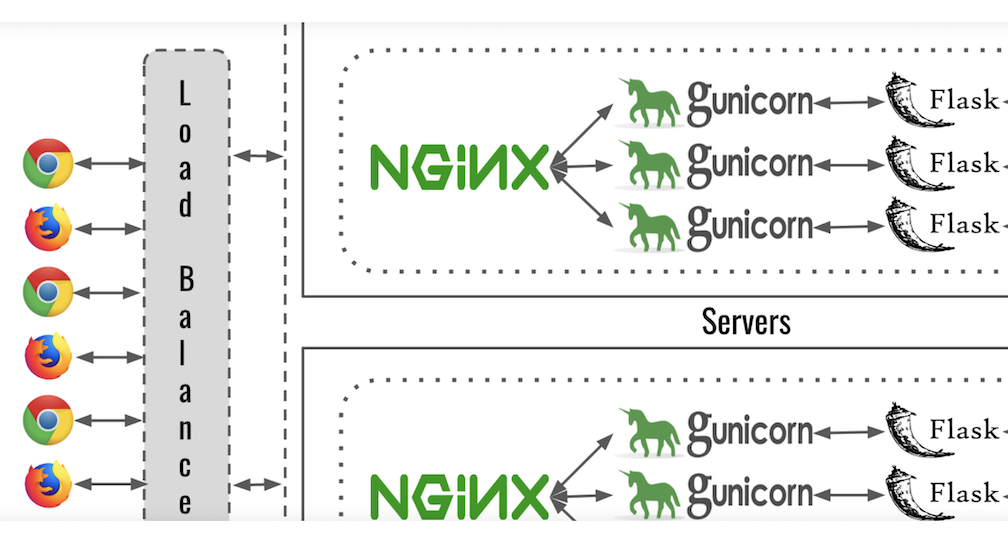 Load Balance
NGiNX
gunicorn
Flask
gunicorn
Flask
gunicorn
Flask
Servers
NGiNX
gunicorn
Flask
gunicorn
Flask